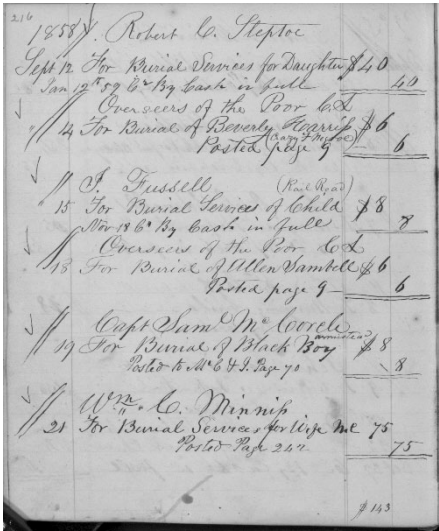 216
1858 Robert C. Steptoe
Sept 12 For Burial Services for Daughter $40
Jan 12th 59 Cr By Cash in full 40
Overseers of the Poor C.L
14 For Burial of Beverly Harris $6
(Crazy &
Posted page 9 — 6
J. Fussell (Rail Road)
15 For Burial Services of Child $8
Nov 18 Cr By Cash in full 8
Overseers of the Poor C L
18 For Burial of Allen Sambell $6
Posted page 9 — 6
Capt Saml McCorcle
19 For Burial of Black Boy armistead $8
Posted to McC & J. Page 70 8
Wm C. Minnis
21 For Burial Services for 75
Posted Page 75
$143